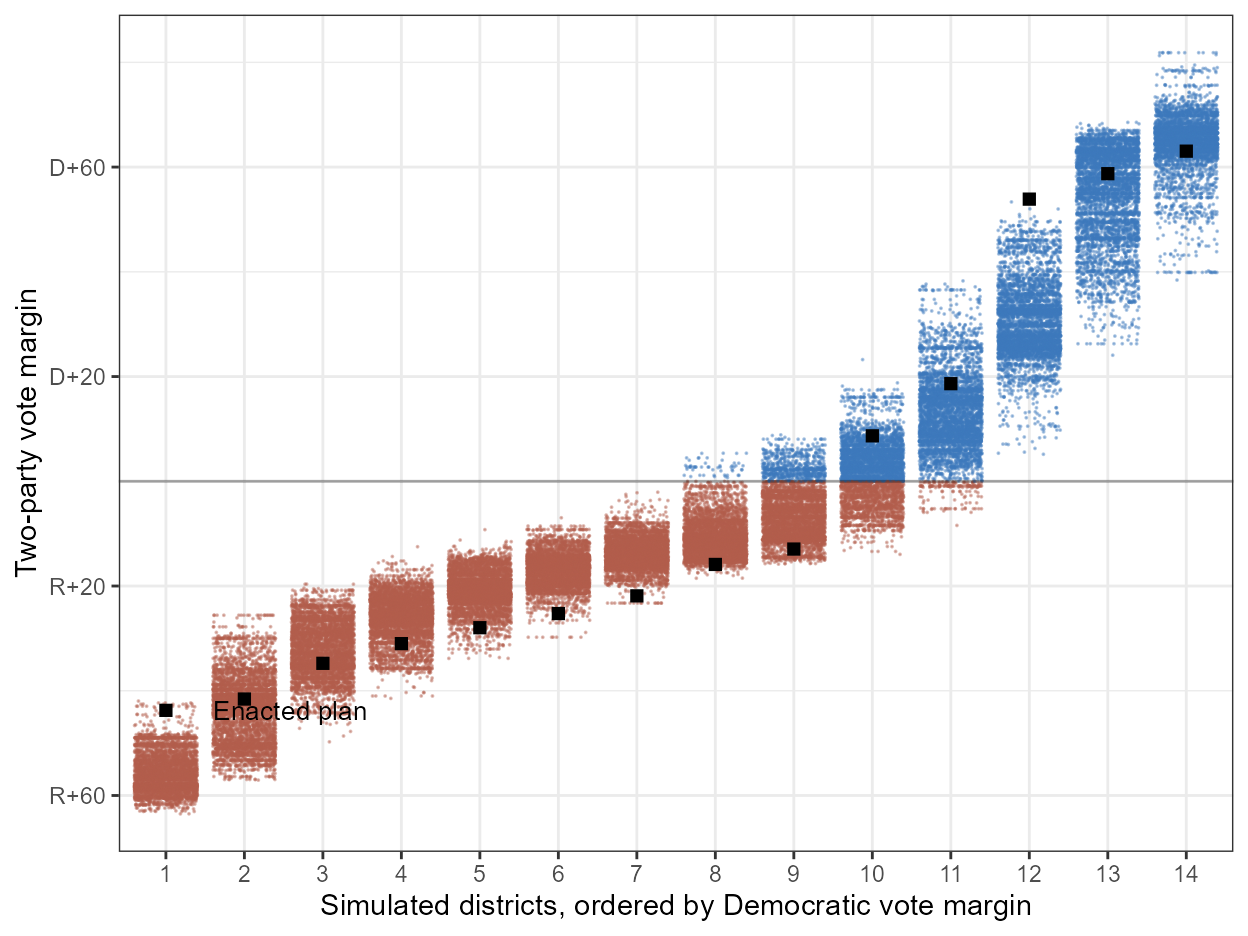 Two-party vote margin
D+60
D+20
R+20
R+60
Enacted plan
1 2 3 4 5 6 7 8 9 10 11 12 13 14
Simulated districts, ordered by Democratic vote margin